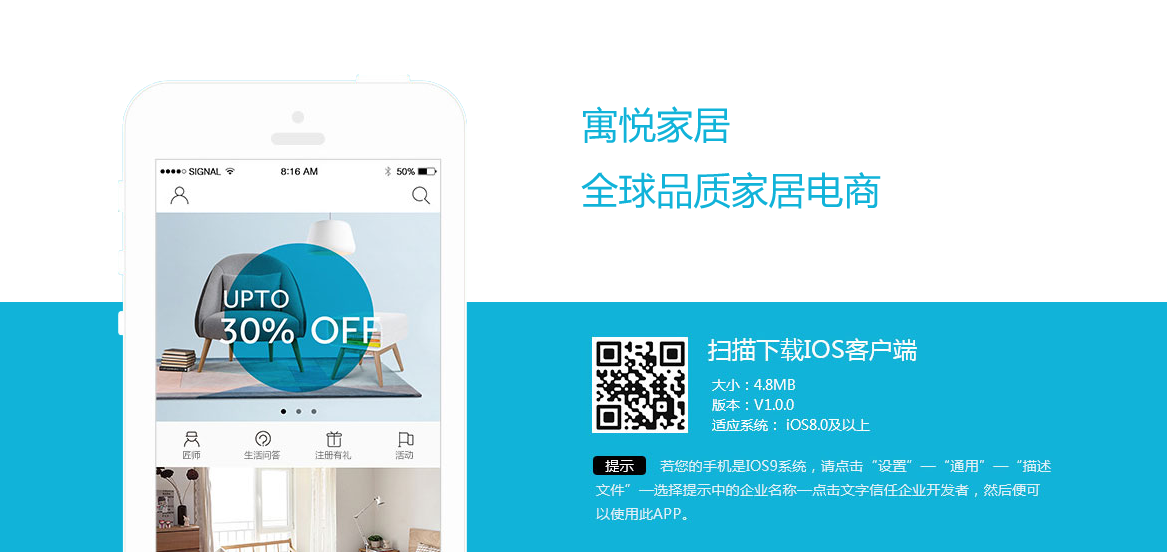 寓悦家居
全球品质家居电商
●●●●○ SIGNAL 8:16 AM 50%
UPTO
30% OFF
匠师 生活问答 注册有礼 活动
扫描下载IOS客户端
大小：4.8MB
版本：V1.0.0
适应系统： iOS8.0及以上
提示 若您的手机是IOS9系统，请点击“设置”—“通用”—“描述
文件”—选择提示中的企业名称—点击文字信任企业开发者，然后便可
以使用此APP。